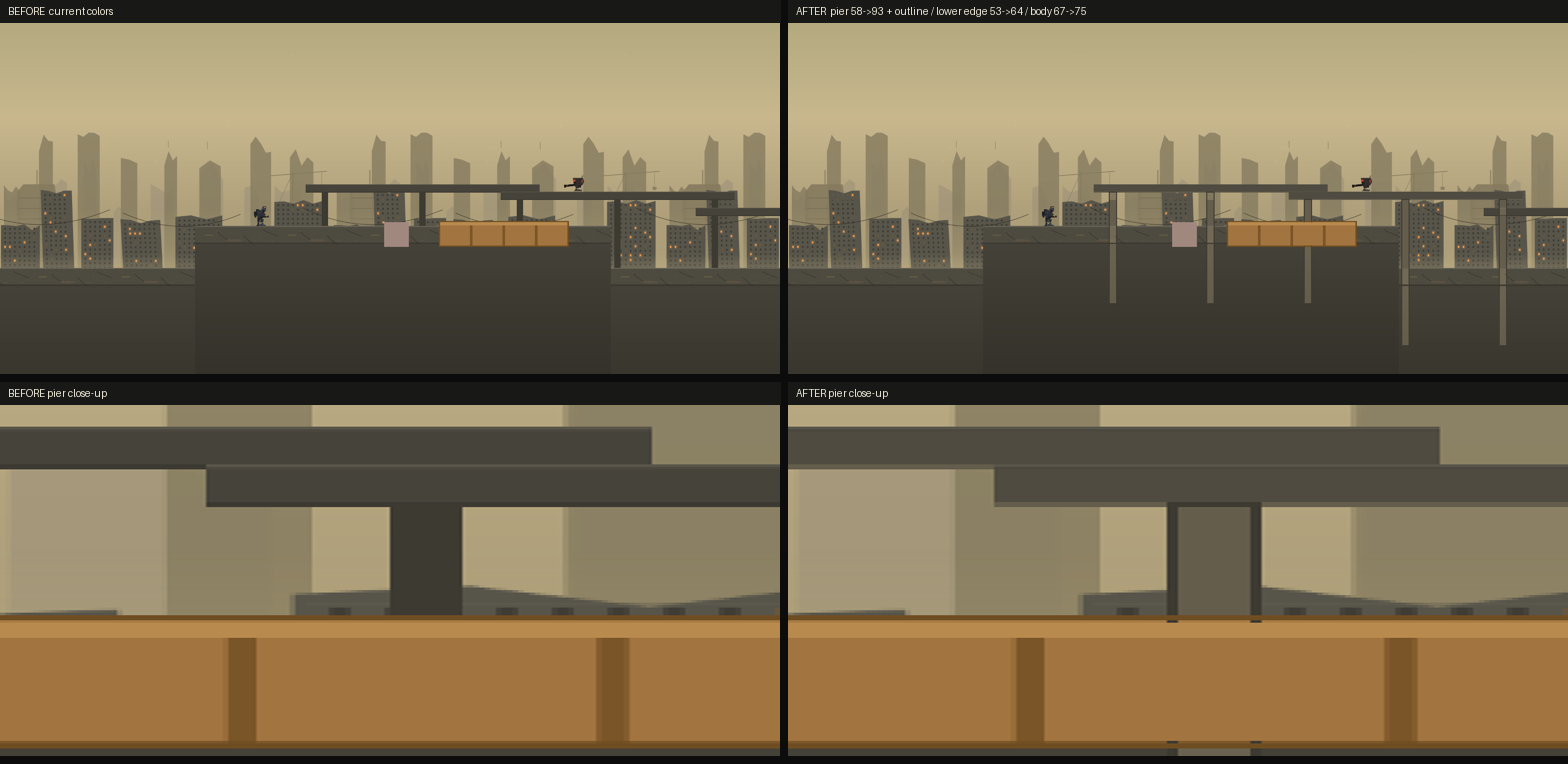 BEFORE current colors
AFTER pier 58->93 + outline / lower edge 53->64 / body 67->75
BEFORE pier close-up
AFTER pier close-up